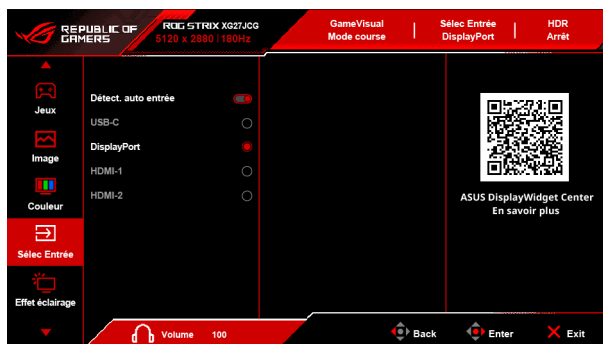 REPUBLIC OF
GAMERS
ROG STRIX XG27JCG
5120 x 2880 | 180Hz
GameVisual
Mode course
Sélec Entrée
DisplayPort
HDR
Arrêt
Jeux
Image
Couleur
Sélec Entrée
Effet éclairage
Détect. auto entrée
USB-C
DisplayPort
HDMI-1
HDMI-2
ASUS DisplayWidget Center
En savoir plus
Volume 100
Back
Enter
Exit